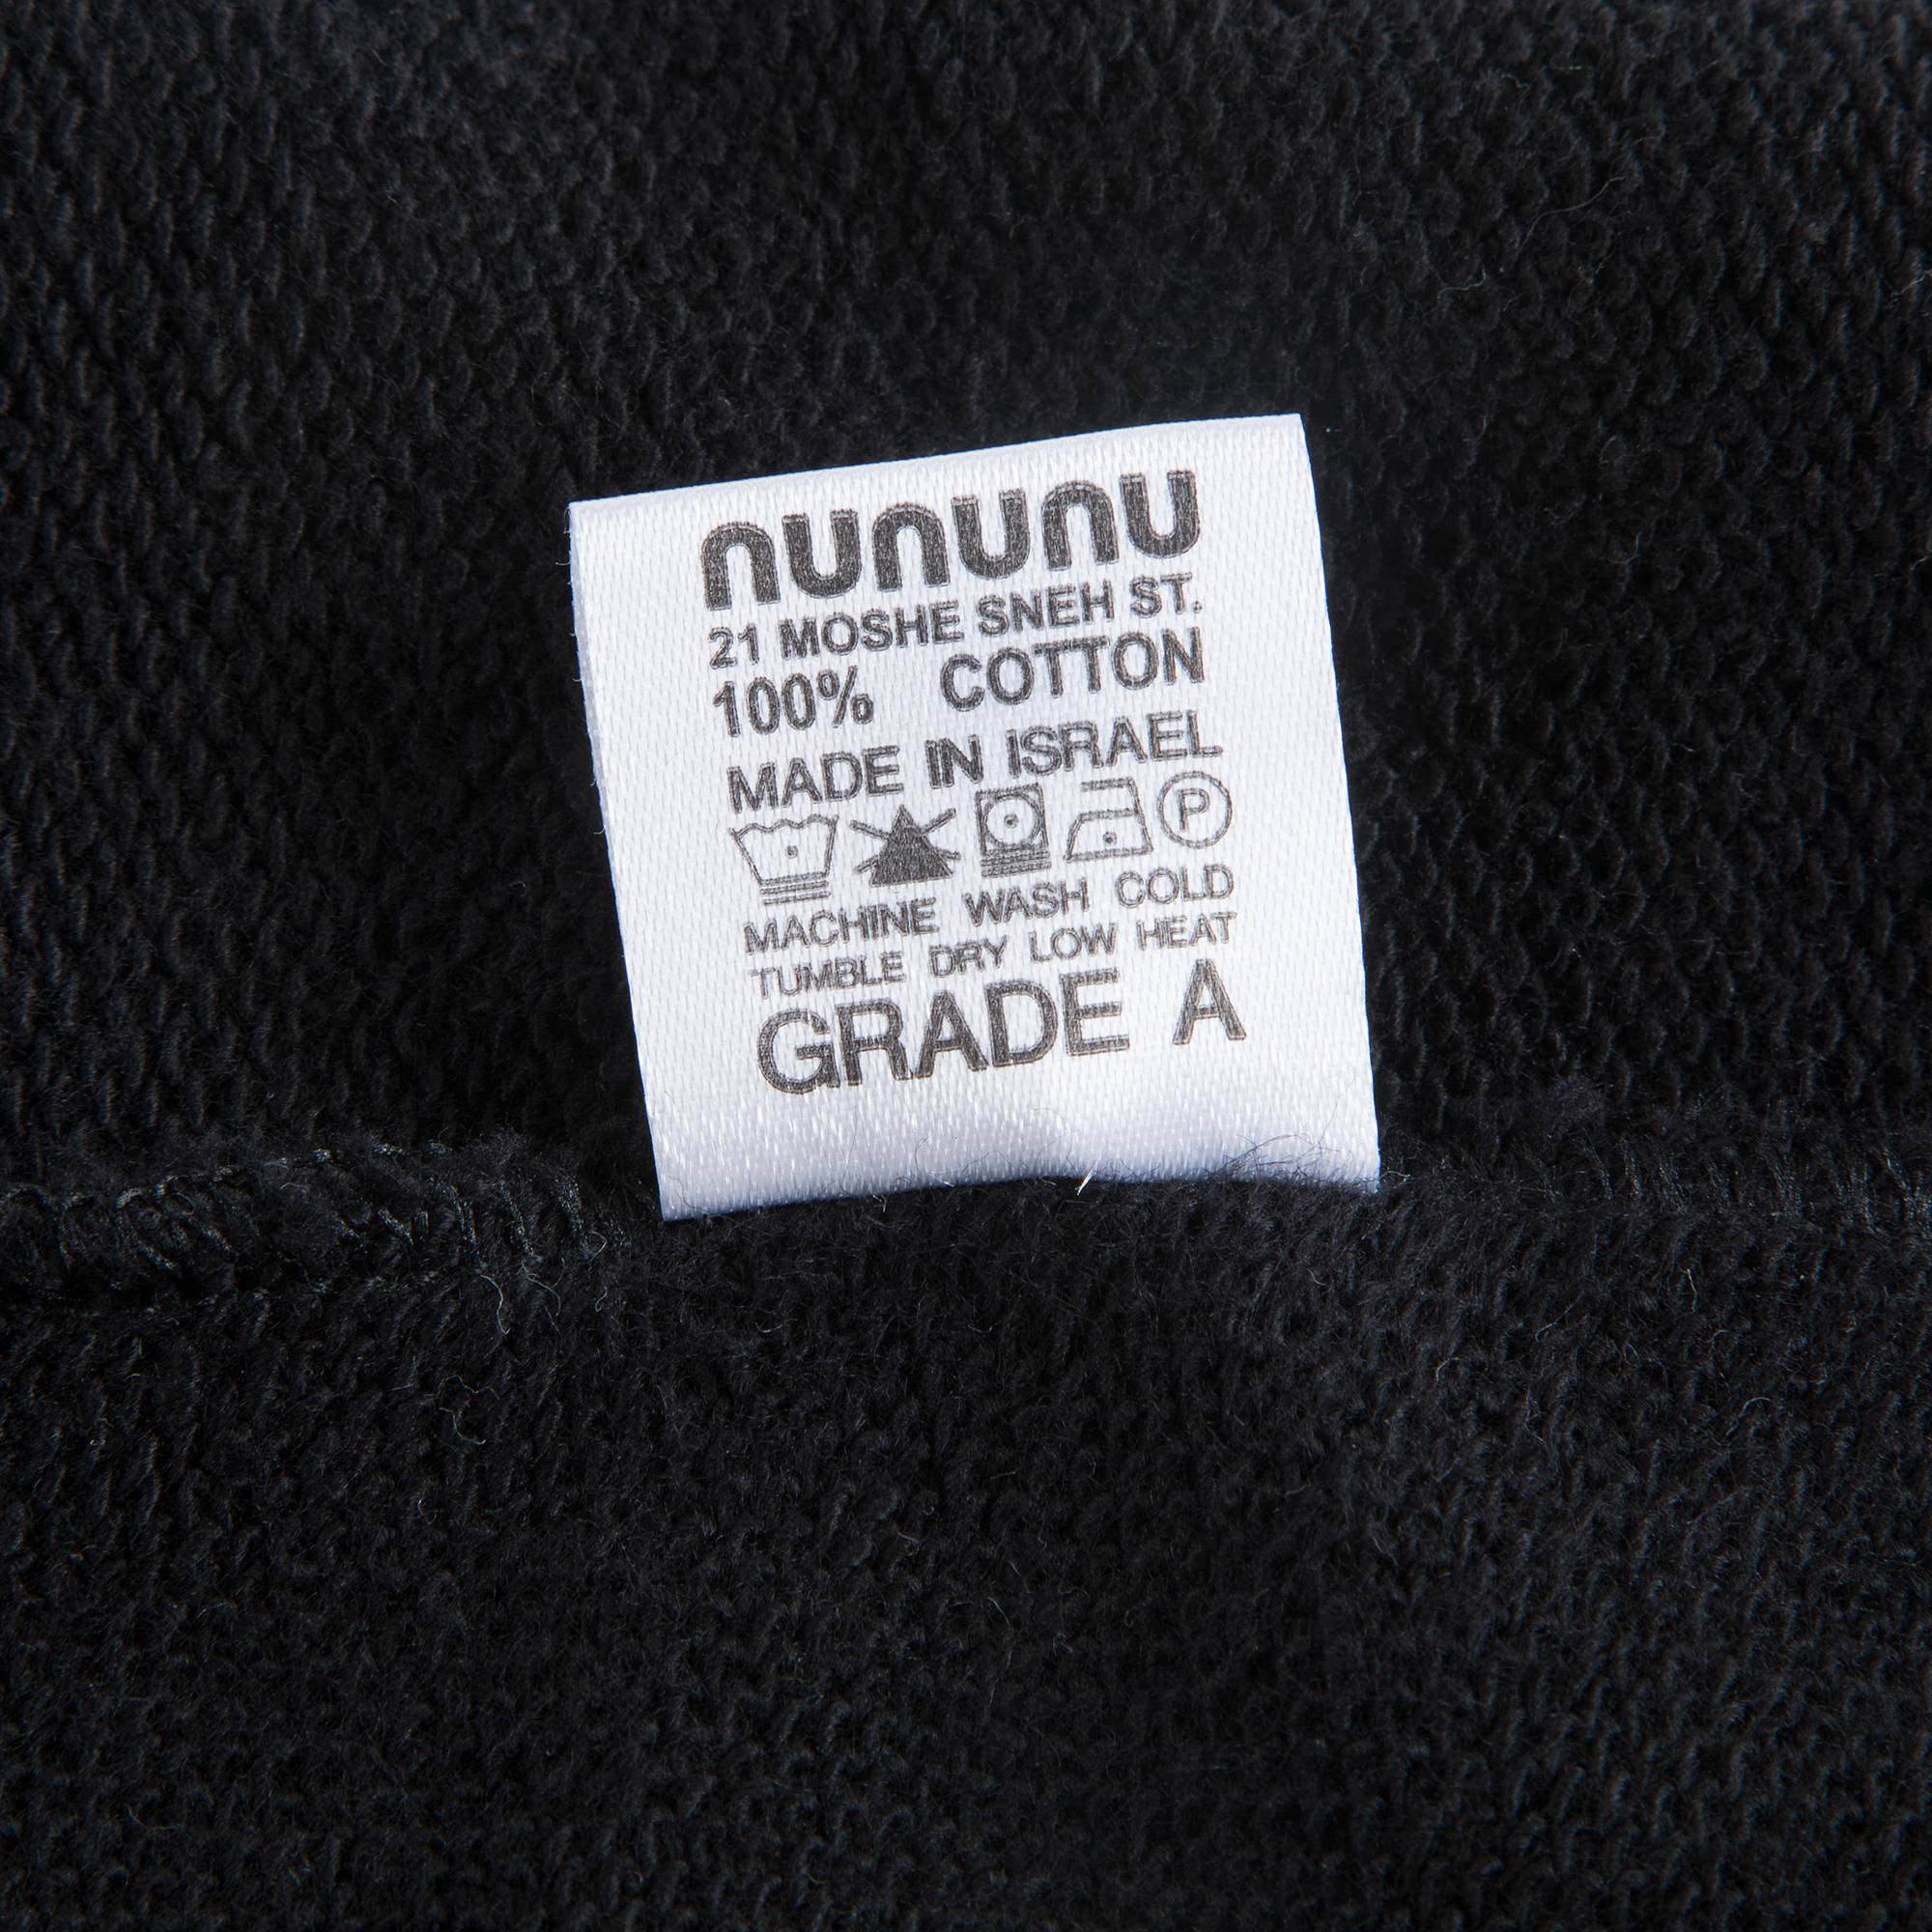 nununu
21 MOSHE SNEH ST.
100% COTTON
MADE IN ISRAEL
P
MACHINE WASH COLD
TUMBLE DRY LOW HEAT
GRADE A